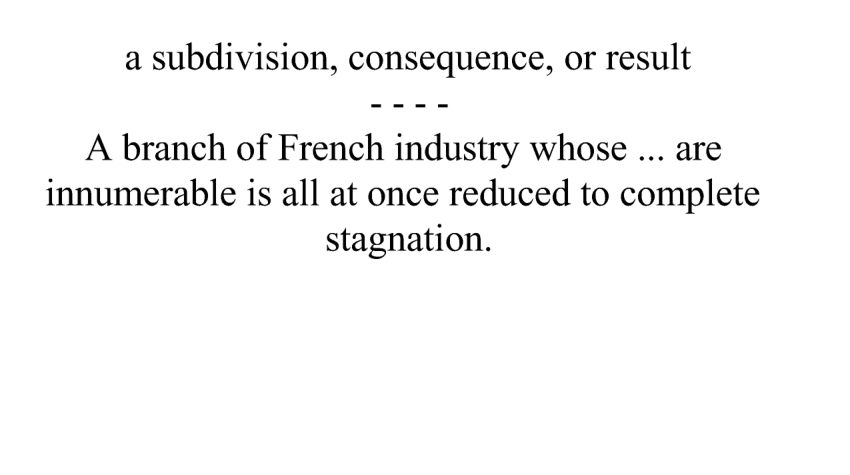 a subdivision, consequence, or result
- - - -
A branch of French industry whose ... are
innumerable is all at once reduced to complete
stagnation.